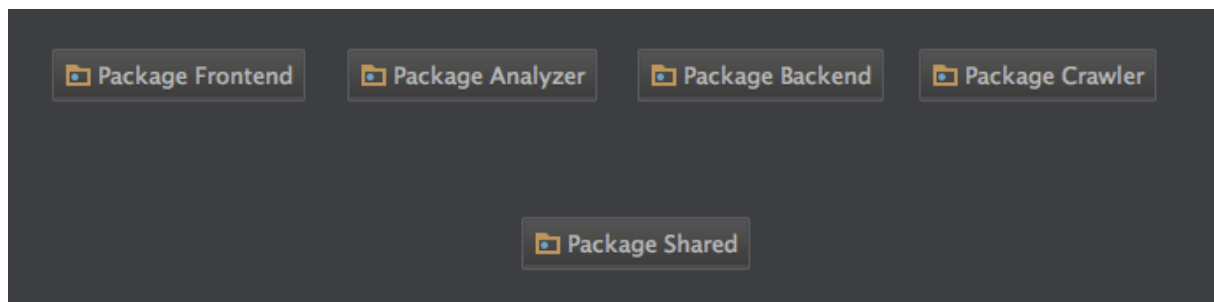 Package Frontend
Package Analyzer
Package Backend
Package Crawler
Package Shared